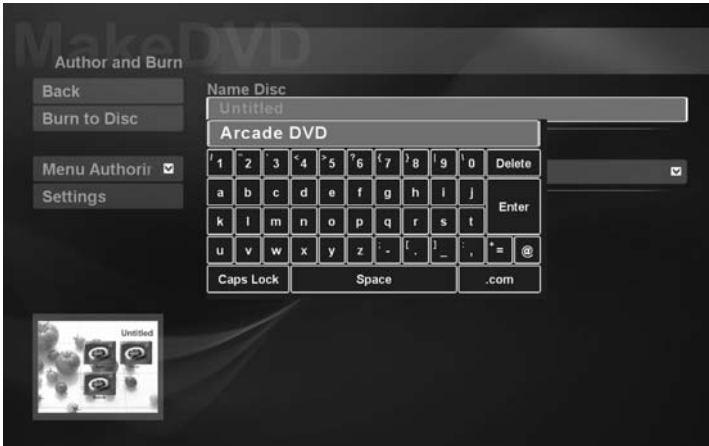 MakeDVD
Author and Burn
Back
Burn to Disc
Menu Authorin
Settings
Name Disc
Untitled
Arcade DVD
1 2 3 4 5 6 7 8 9 0 Delete
a b c d e f g h i j
Enter
k l m n o p q r s t
u v w x y z - . _ , = @
Caps Lock Space .com
Untitled